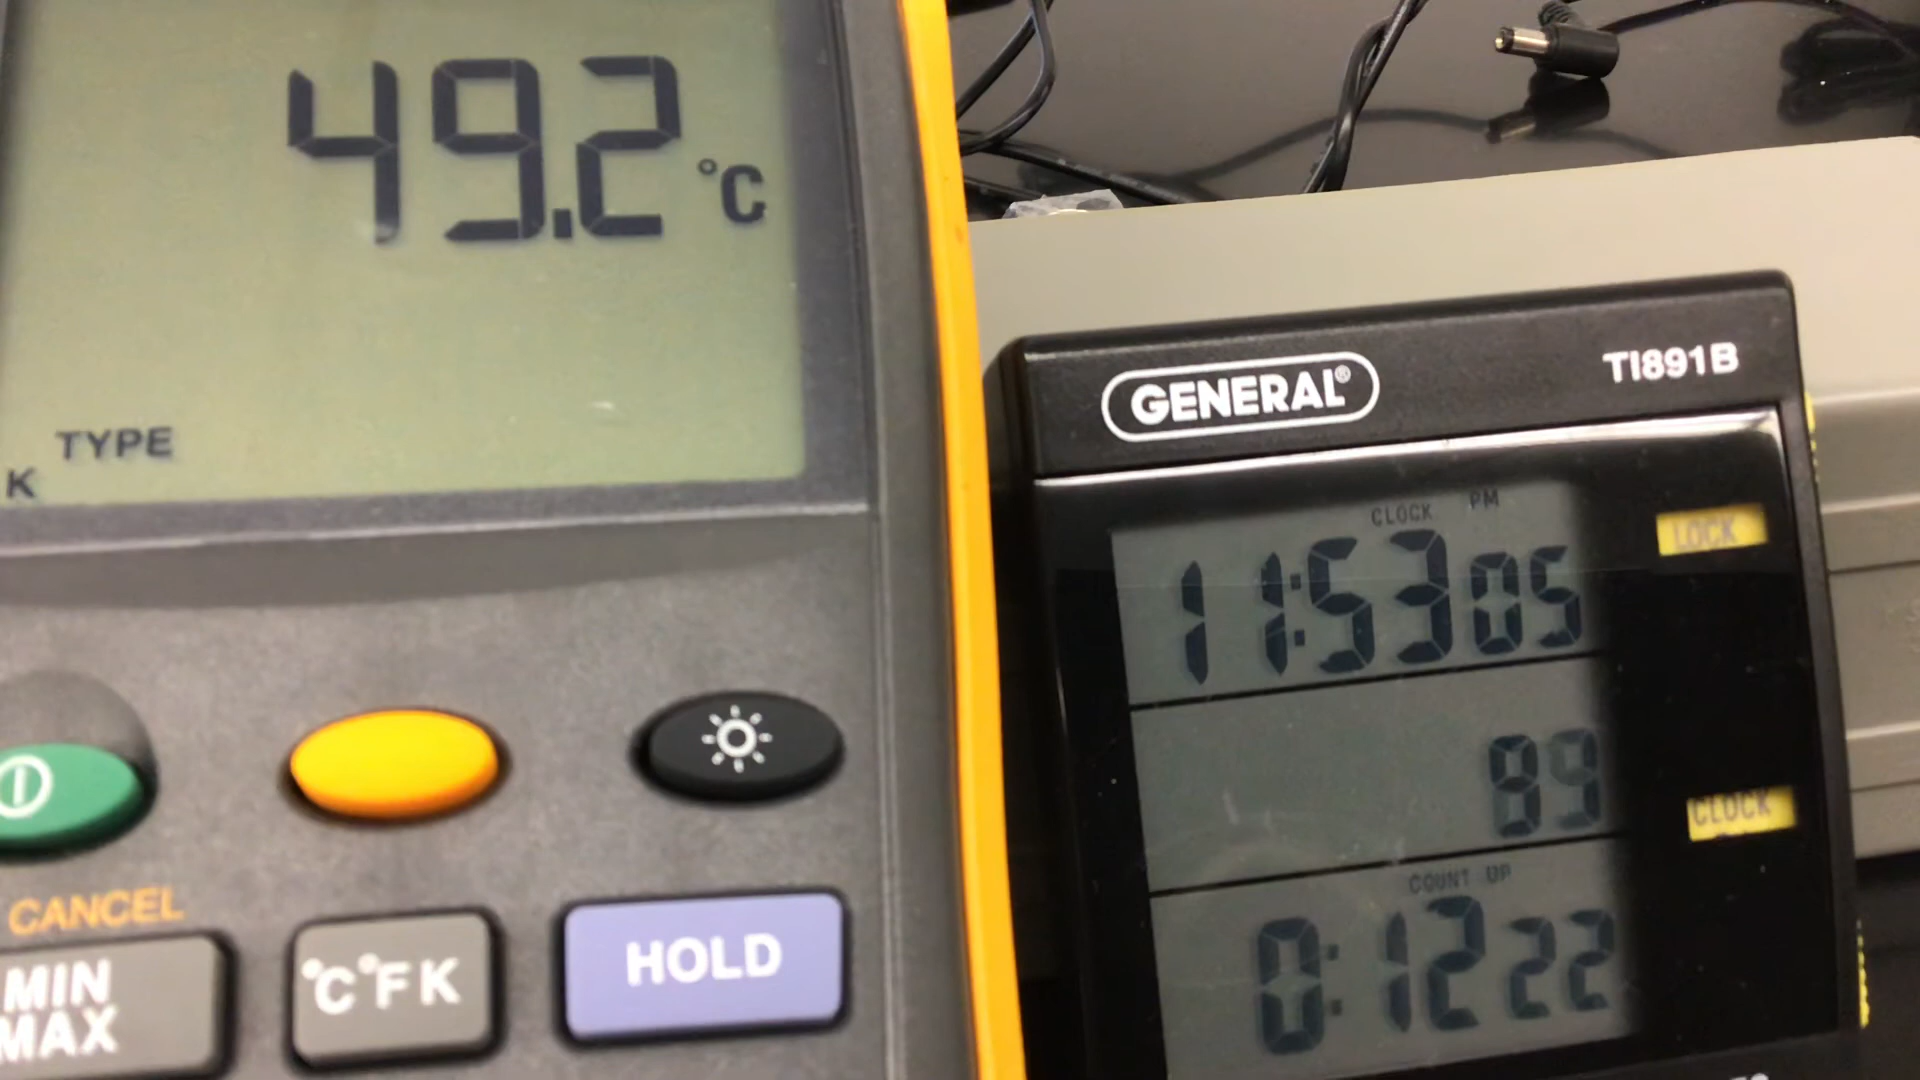 49.2 °C
TYPE
K
CANCEL
MIN
MAX
°C°F K
HOLD
GENERAL®
TI891B
CLOCK PM
11:53 05
LOCK
89
CLOCK
COUNT UP
0:12 22